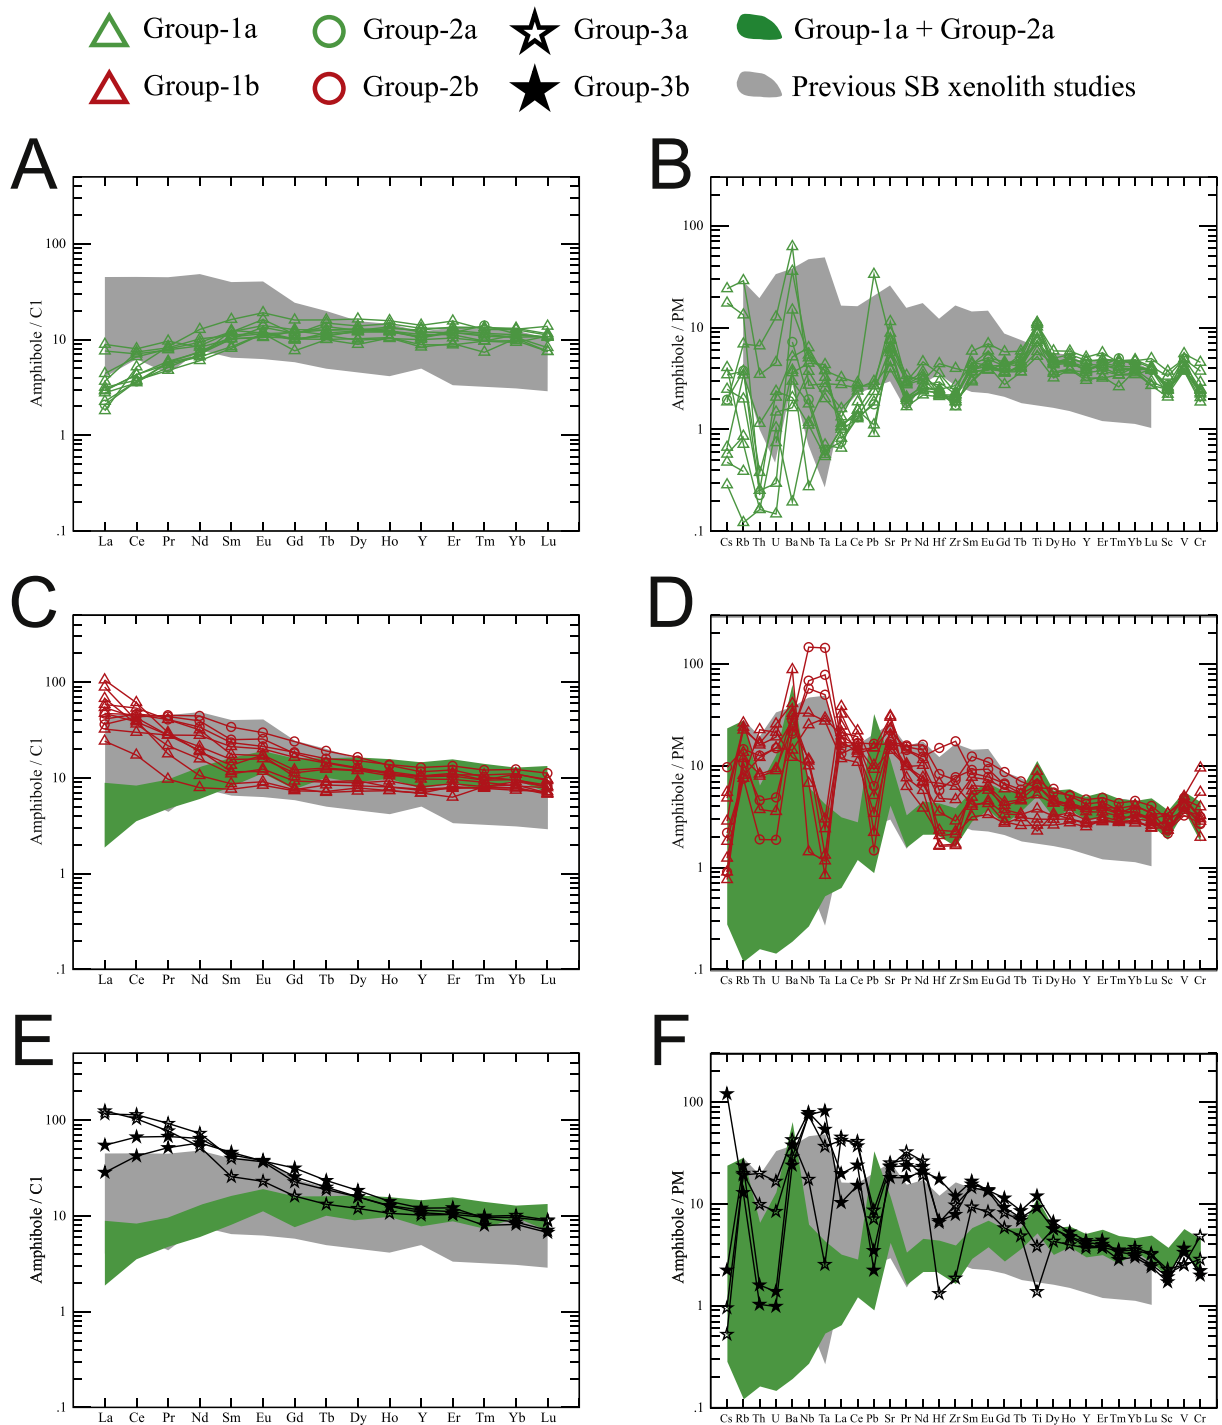 Group-1a Group-2a Group-3a Group-1a + Group-2a
Group-1b Group-2b Group-3b Previous SB xenolith studies
A
Amphibole / C1
100
10
1
.1
La Ce Pr Nd Sm Eu Gd Tb Dy Ho Y Er Tm Yb Lu
B
Amphibole / PM
100
10
1
.1
Cs Rb Th U Ba Nb Ta La Ce Pb Sr Pr Nd Hf Zr Sm Eu Gd Tb Ti Dy Ho Y Er Tm Yb Lu Sc V Cr
C
Amphibole / C1
100
10
1
.1
La Ce Pr Nd Sm Eu Gd Tb Dy Ho Y Er Tm Yb Lu
D
Amphibole / PM
100
10
1
.1
Cs Rb Th U Ba Nb Ta La Ce Pb Sr Pr Nd Hf Zr Sm Eu Gd Tb Ti Dy Ho Y Er Tm Yb Lu Sc V Cr
E
Amphibole / C1
100
10
1
.1
La Ce Pr Nd Sm Eu Gd Tb Dy Ho Y Er Tm Yb Lu
F
Amphibole / PM
100
10
1
.1
Cs Rb Th U Ba Nb Ta La Ce Pb Sr Pr Nd Hf Zr Sm Eu Gd Tb Ti Dy Ho Y Er Tm Yb Lu Sc V Cr